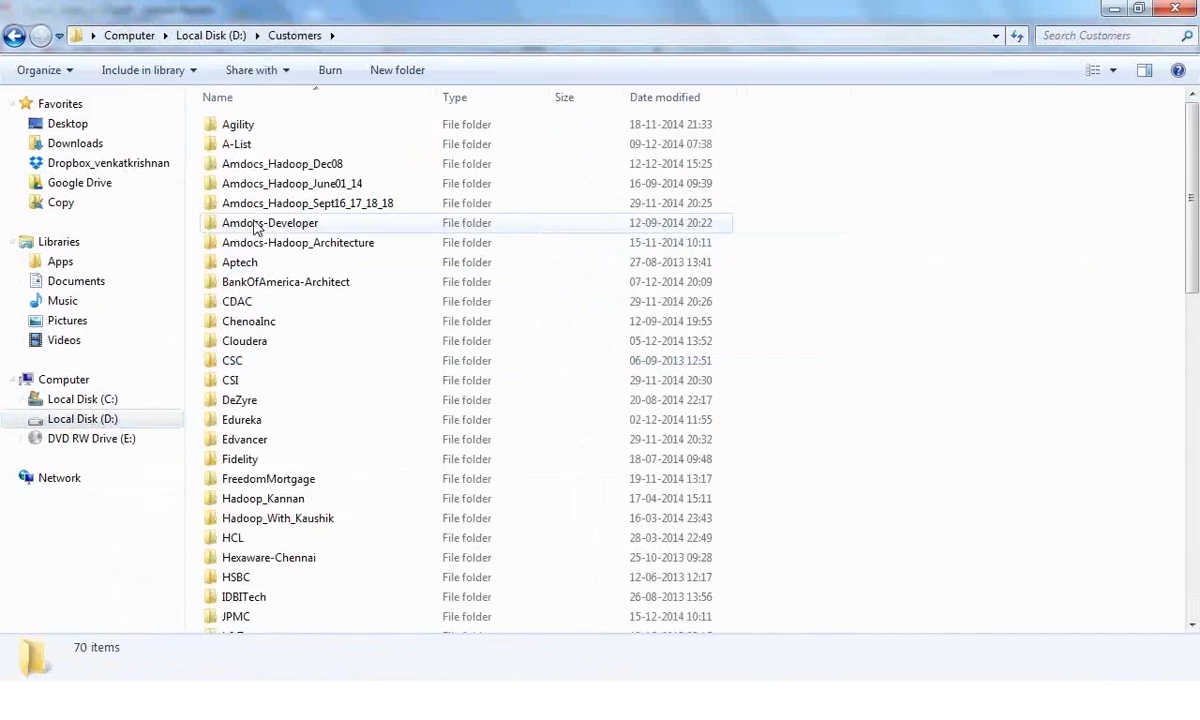 Computer Local Disk (D:) Customers Search Customers
Organize Include in library Share with Burn New folder
Name Type Size Date modified
Favorites
Desktop
Downloads
Dropbox_venkatkrishnan
Google Drive
Copy
Libraries
Apps
Documents
Music
Pictures
Videos
Computer
Local Disk (C:)
Local Disk (D:)
DVD RW Drive (E:)
Network
Agility File folder 18-11-2014 21:33
A-List File folder 09-12-2014 07:38
Amdocs_Hadoop_Dec08 File folder 12-12-2014 15:25
Amdocs_Hadoop_June01_14 File folder 16-09-2014 09:39
Amdocs_Hadoop_Sept16_17_18_18 File folder 29-11-2014 20:25
Amdocs-Developer File folder 12-09-2014 20:22
Amdocs-Hadoop_Architecture File folder 15-11-2014 10:11
Aptech File folder 27-08-2013 13:41
BankOfAmerica-Architect File folder 07-12-2014 20:09
CDAC File folder 29-11-2014 20:26
ChenoaInc File folder 12-09-2014 19:55
Cloudera File folder 05-12-2014 13:52
CSC File folder 06-09-2013 12:51
CSI File folder 29-11-2014 20:30
DeZyre File folder 20-08-2014 22:17
Edureka File folder 02-12-2014 11:55
Edvancer File folder 29-11-2014 20:32
Fidelity File folder 18-07-2014 09:48
FreedomMortgage File folder 19-11-2014 13:17
Hadoop_Kannan File folder 17-04-2014 15:11
Hadoop_With_Kaushik File folder 16-03-2014 23:43
HCL File folder 28-03-2014 22:49
Hexaware-Chennai File folder 25-10-2013 09:28
HSBC File folder 12-06-2013 12:17
IDBITech File folder 26-08-2013 13:56
JPMC File folder 15-12-2014 10:11
70 items